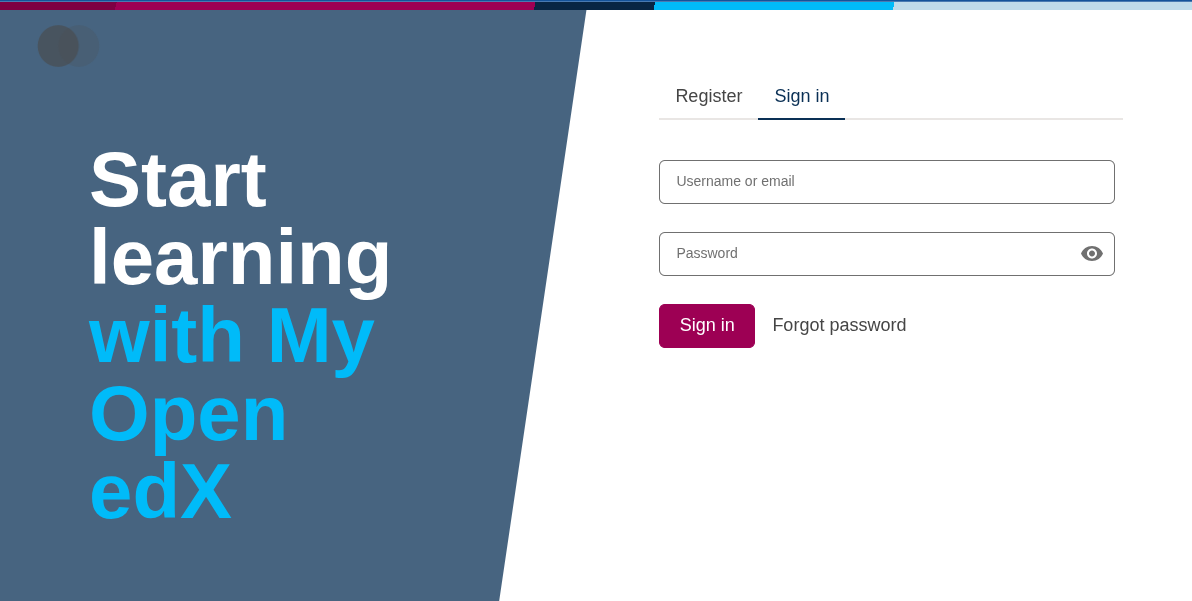 Start
learning
with My
Open
edX
Register Sign in
Username or email
Password
Sign in Forgot password